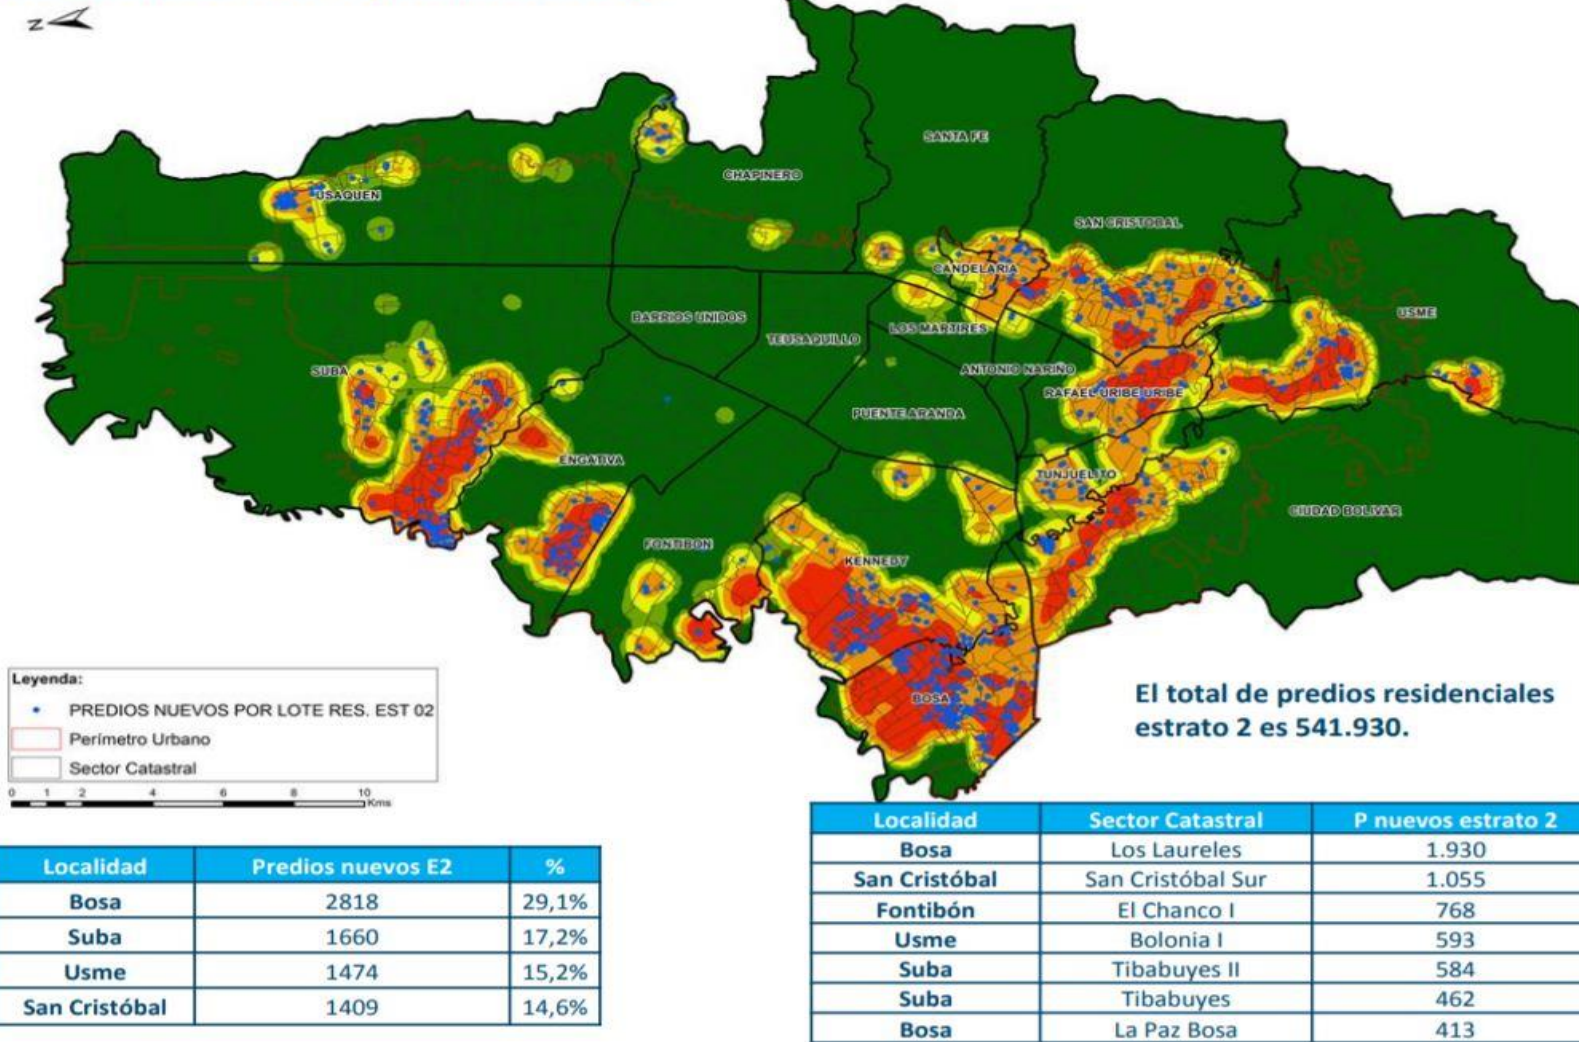 N
SANTA FE
CHAPINERO
USAQUEN
SAN CRISTOBAL
CANDELARIA
USME
BARRIOS UNIDOS
LOS MARTIRES
TEUSAQUILLO
SUBA
ANTONIO NARIÑO
RAFAEL URIBE URIBE
PUENTE ARANDA
ENGATIVA
TUNJUELITO
CIUDAD BOLIVAR
FONTIBON
KENNEDY
BOSA
Leyenda:
PREDIOS NUEVOS POR LOTE RES. EST 02
Perímetro Urbano
Sector Catastral
0 1 2 4 6 8 10
Kms
El total de predios residenciales
estrato 2 es 541.930.
Localidad Predios nuevos E2 %
Bosa 2818 29,1%
Suba 1660 17,2%
Usme 1474 15,2%
San Cristóbal 1409 14,6%
Localidad Sector Catastral P nuevos estrato 2
Bosa Los Laureles 1.930
San Cristóbal San Cristóbal Sur 1.055
Fontibón El Chanco I 768
Usme Bolonia I 593
Suba Tibabuyes II 584
Suba Tibabuyes 462
Bosa La Paz Bosa 413